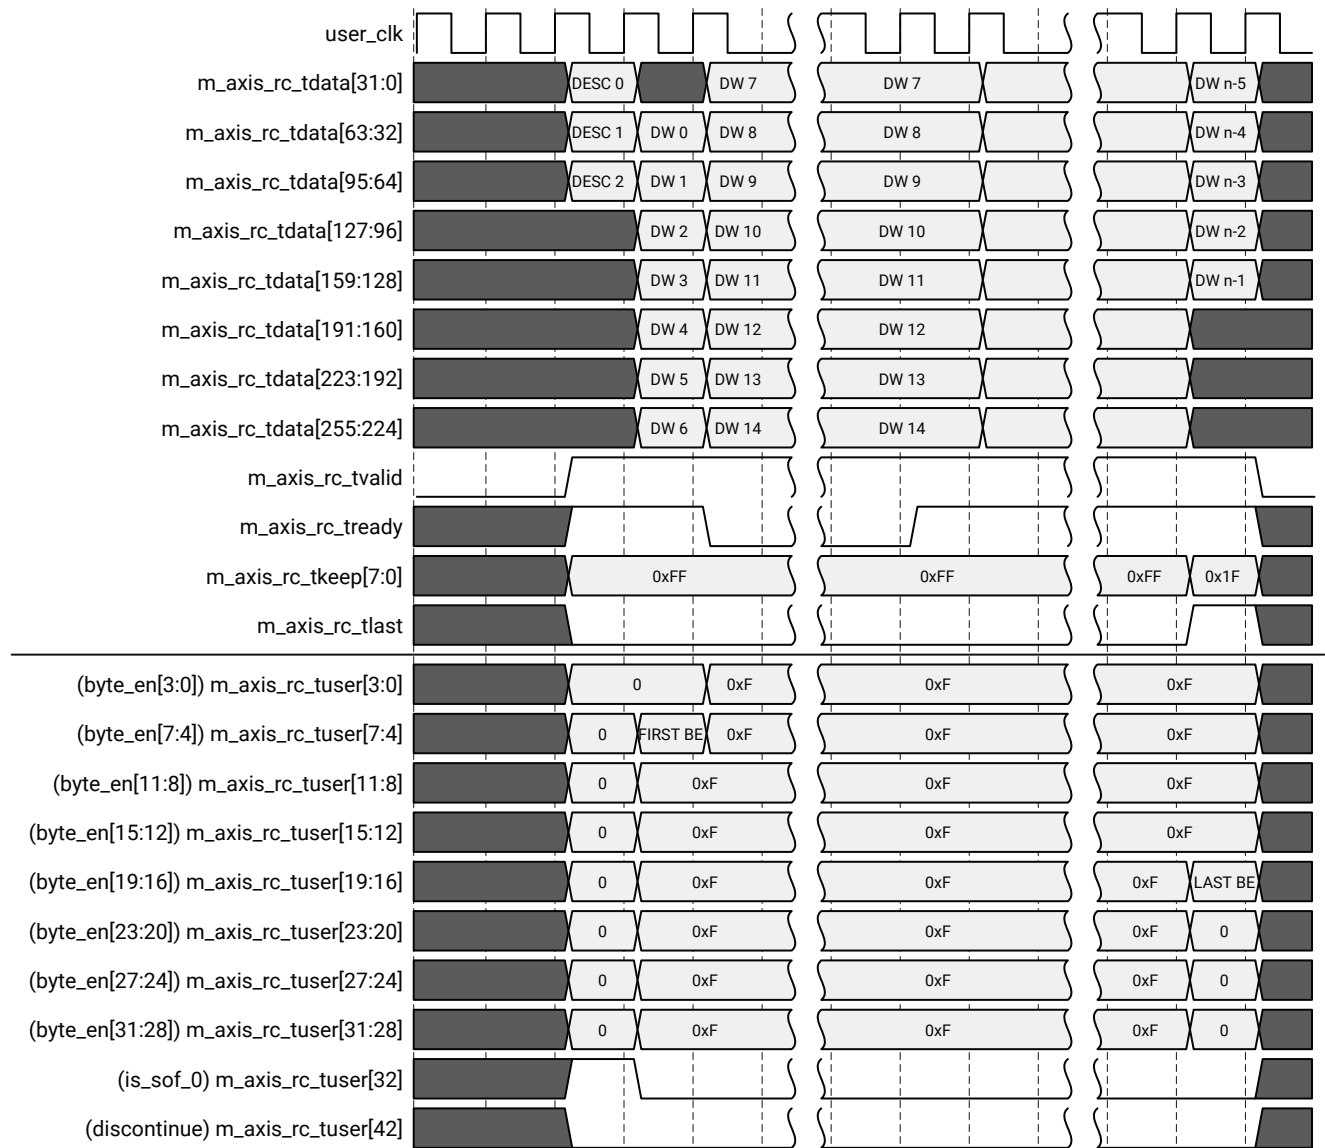 user_clk
m_axis_rc_tdata[31:0] DESC 0 DW 7 DW 7 DW n-5
m_axis_rc_tdata[63:32] DESC 1 DW 0 DW 8 DW 8 DW n-4
m_axis_rc_tdata[95:64] DESC 2 DW 1 DW 9 DW 9 DW n-3
m_axis_rc_tdata[127:96] DW 2 DW 10 DW 10 DW n-2
m_axis_rc_tdata[159:128] DW 3 DW 11 DW 11 DW n-1
m_axis_rc_tdata[191:160] DW 4 DW 12 DW 12
m_axis_rc_tdata[223:192] DW 5 DW 13 DW 13
m_axis_rc_tdata[255:224] DW 6 DW 14 DW 14
m_axis_rc_tvalid
m_axis_rc_tready
m_axis_rc_tkeep[7:0] 0xFF 0xFF 0xFF 0x1F
m_axis_rc_tlast
(byte_en[3:0]) m_axis_rc_tuser[3:0] 0 0xF 0xF 0xF
(byte_en[7:4]) m_axis_rc_tuser[7:4] 0 FIRST BE 0xF 0xF 0xF
(byte_en[11:8]) m_axis_rc_tuser[11:8] 0 0xF 0xF 0xF
(byte_en[15:12]) m_axis_rc_tuser[15:12] 0 0xF 0xF 0xF
(byte_en[19:16]) m_axis_rc_tuser[19:16] 0 0xF 0xF 0xF LAST BE
(byte_en[23:20]) m_axis_rc_tuser[23:20] 0 0xF 0xF 0xF 0
(byte_en[27:24]) m_axis_rc_tuser[27:24] 0 0xF 0xF 0xF 0
(byte_en[31:28]) m_axis_rc_tuser[31:28] 0 0xF 0xF 0xF 0
(is_sof_0) m_axis_rc_tuser[32]
(discontinue) m_axis_rc_tuser[42]